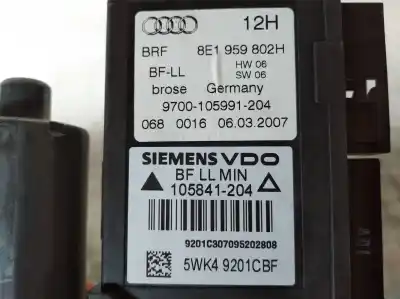 12H
BRF 8E1 959 802H
BF-LL HW 06
SW 06
brose Germany
9700-105991-204
068 0016 06.03.2007
SIEMENS VDO
BF LL MIN
105841-204
9201C307095202808
5WK4 9201CBF